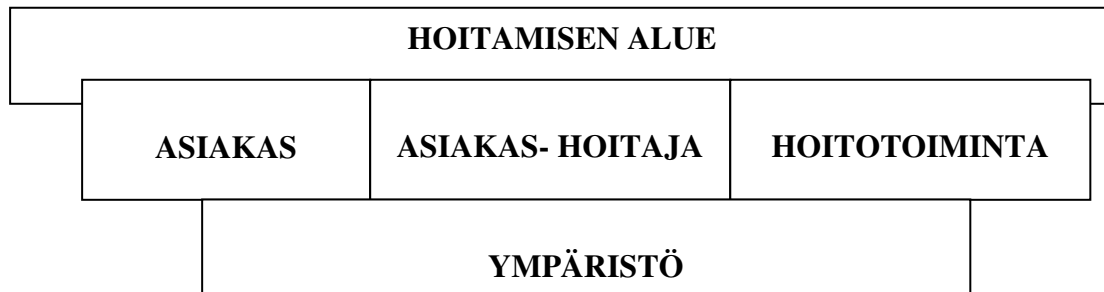 HOITAMISEN ALUE
ASIAKAS ASIAKAS- HOITAJA HOITOTOIMINTA
YMPÄRISTÖ